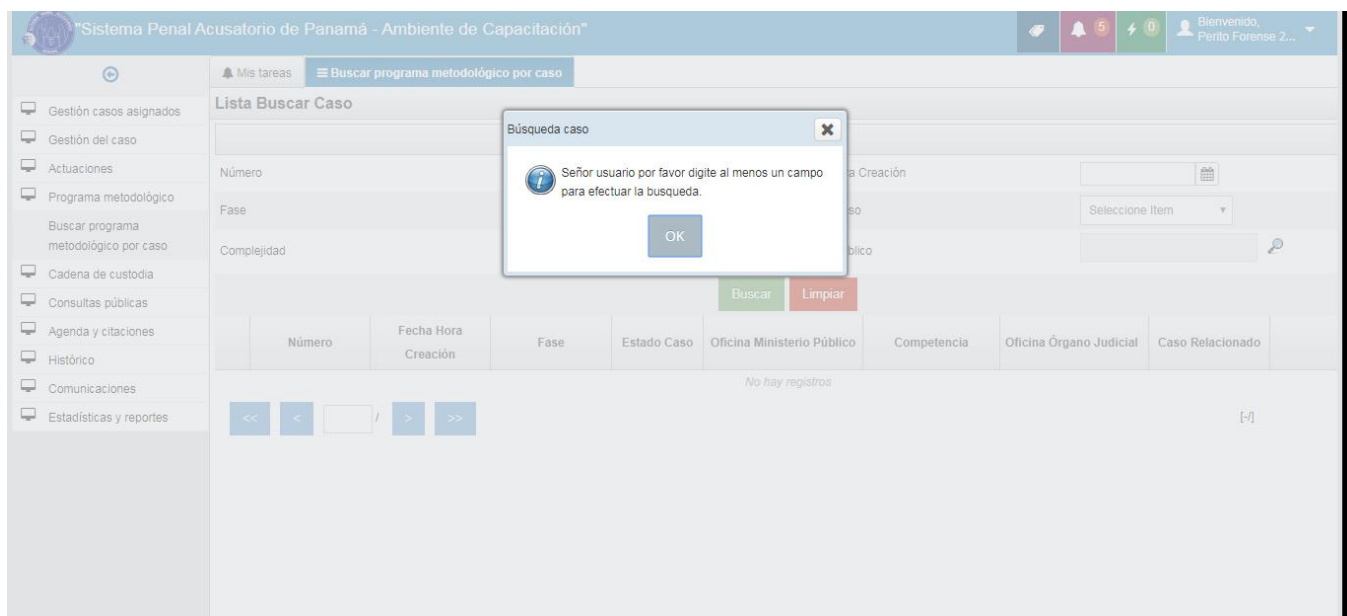 "Sistema Penal Acusatorio de Panamá - Ambiente de Capacitación"
5
0
Bienvenido,
Perito Forense 2...
Mis tareas
Buscar programa metodológico por caso
Gestión casos asignados
Gestión del caso
Actuaciones
Programa metodológico
Buscar programa
metodológico por caso
Cadena de custodia
Consultas públicas
Agenda y citaciones
Histórico
Comunicaciones
Estadísticas y reportes
Lista Buscar Caso
Búsqueda caso
Señor usuario por favor digite al menos un campo
para efectuar la busqueda.
OK
Número
Creación
Fase
Seleccione Item
Complejidad
Buscar
Limpiar
Número
Fecha Hora
Creación
Fase
Estado Caso
Oficina Ministerio Público
Competencia
Oficina Órgano Judicial
Caso Relacionado
No hay registros
<<
<
/
>
>>
[-/]